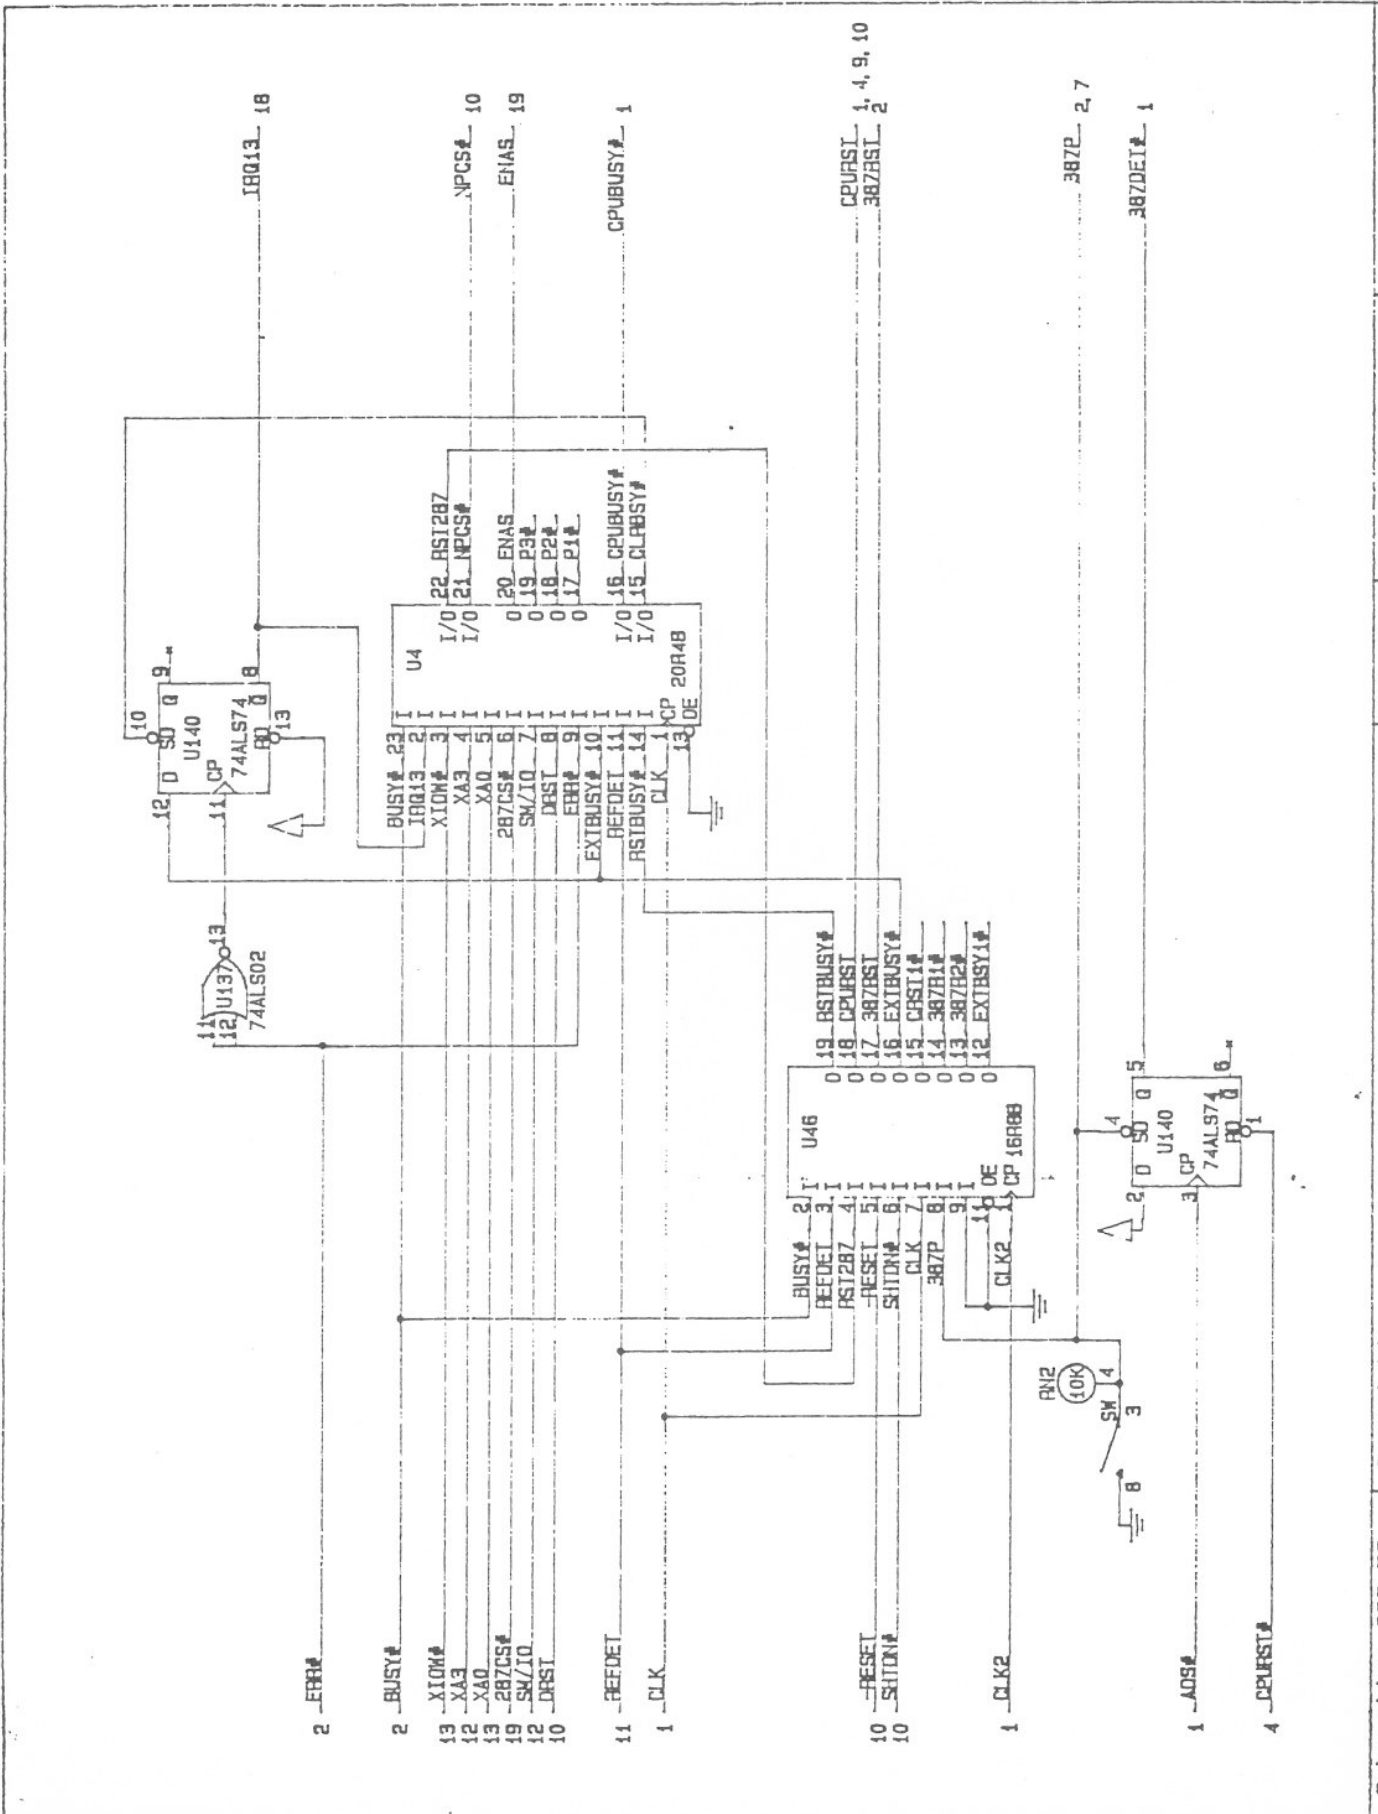 IRQ13 18
NPCS# 10
ENAS 19
CPUBUSY# 1
CPURST 1, 4, 9, 10
387RST 2
387P 2, 7
387DET# 1
10
12 D SD Q 9
U140
CP
11
74ALS74
RD Q 8
13
11
12
U137
13
74ALS02
U4
BUSY# 23 I
IRQ13 2 I
XIOW# 3 I
XA3 4 I
XA0 5 I
287CS# 6 I
SM/IO 7 I
DRST 8 I
ERR# 9 I
EXTBUSY# 10 I
REFDET 11 I
RSTBUSY# 14 I
CLK 1 CP
13 OE
20R4B
I/O 22 RST287
I/O 21 NPCS#
O 20 ENAS
O 19 P3#
O 18 P2#
O 17 P1#
I/O 16 CPUBUSY#
I/O 15 CLRBSY#
U46
BUSY# 2 I
REFDET 3 I
RST287 4 I
-RESET 5 I
SHTDN# 6 I
CLK 7 I
387P 8 I
9 I
11 OE
CLK2 1 CP
16R8B
O 19 RSTBUSY#
O 18 CPURST
O 17 387RST
O 16 EXTBUSY#
O 15 CRST1#
O 14 387R1#
O 13 387R2#
O 12 EXTBSY1#
4
2 D SD Q 5
U140
3 CP
74ALS74
RD Q 6
1
RN2
10K
4
SW
3
8
2 ERR#
2 BUSY#
13 XIOW#
12 XA3
13 XA0
19 287CS#
12 SM/IO
10 DRST
11 REFDET
1 CLK
10 -RESET
10 SHTDN#
1 CLK2
1 ADS#
4 CPURST#